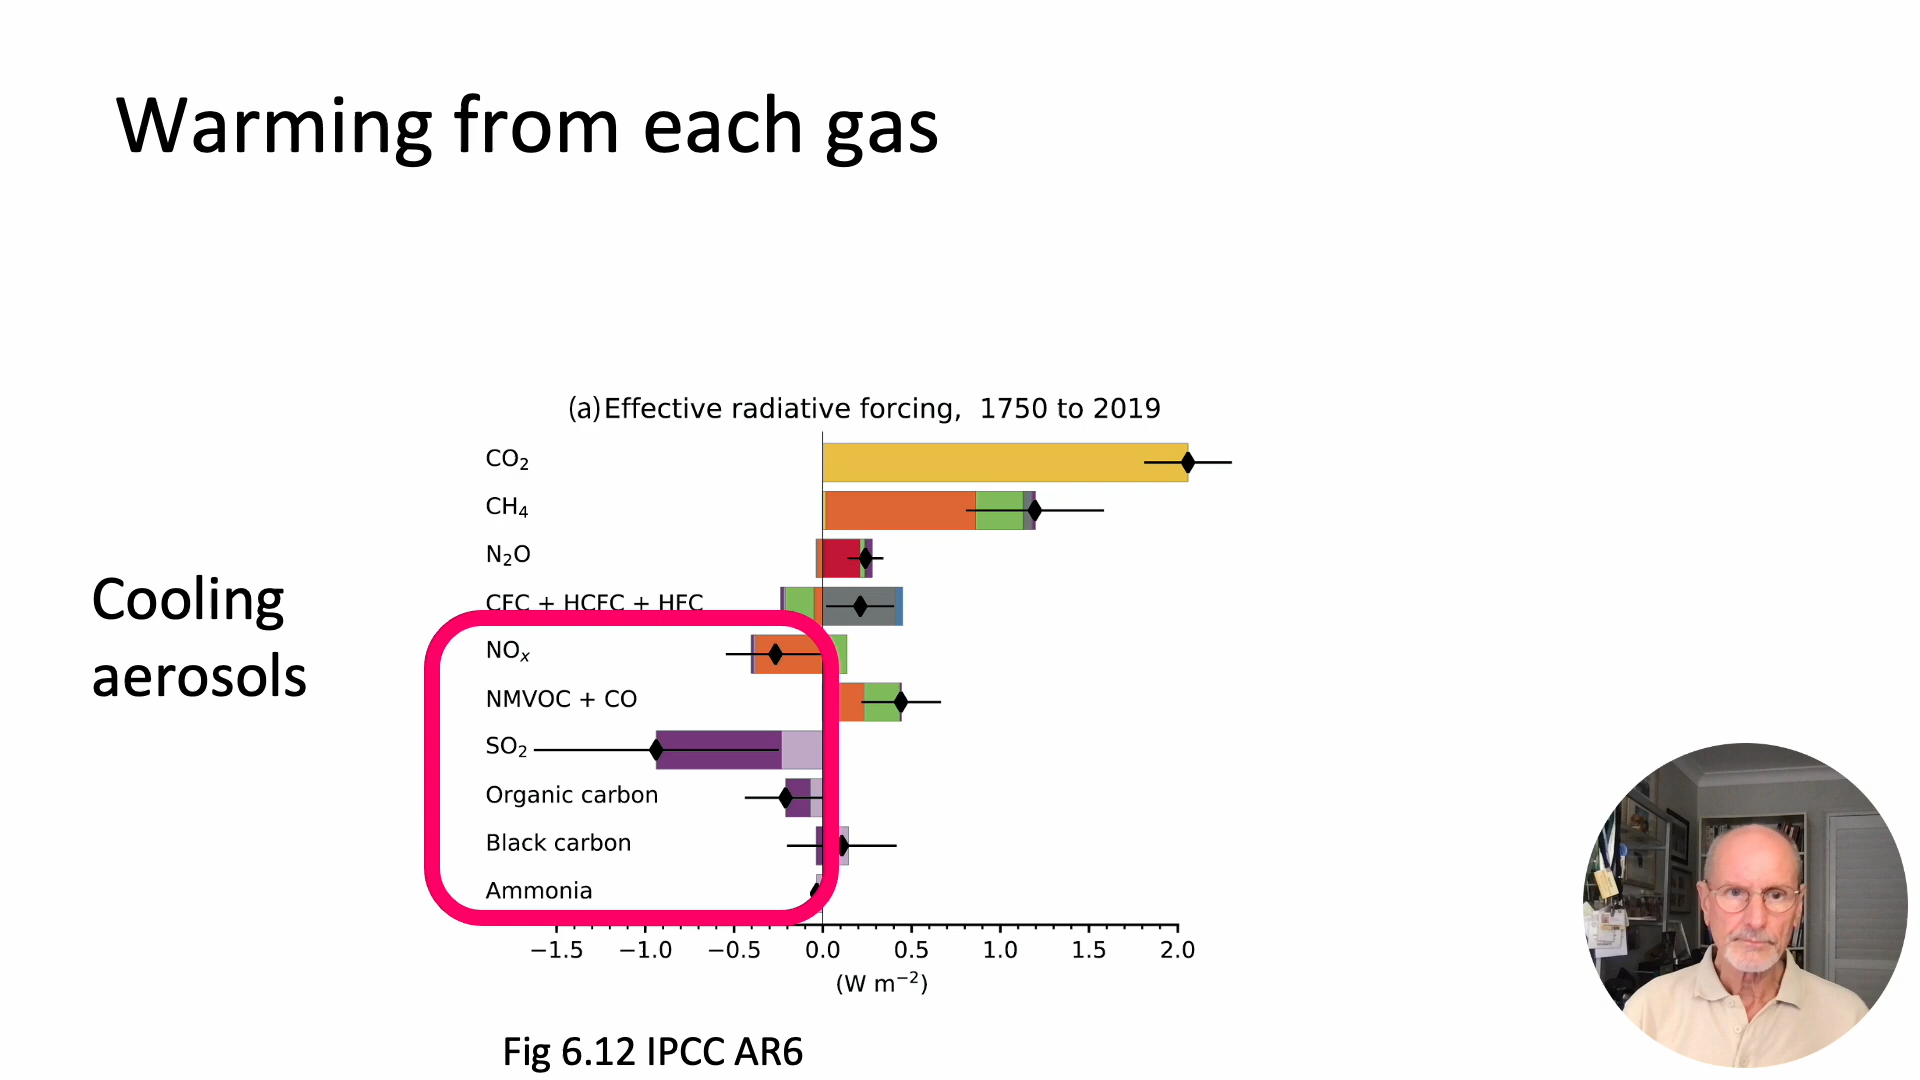 Warming from each gas
(a) Effective radiative forcing, 1750 to 2019
CO₂
CH₄
N₂O
CFC + HCFC + HFC
Cooling
aerosols
NOₓ
NMVOC + CO
SO₂
Organic carbon
Black carbon
Ammonia
−1.5 −1.0 −0.5 0.0 0.5 1.0 1.5 2.0
(W m⁻²)
Fig 6.12 IPCC AR6